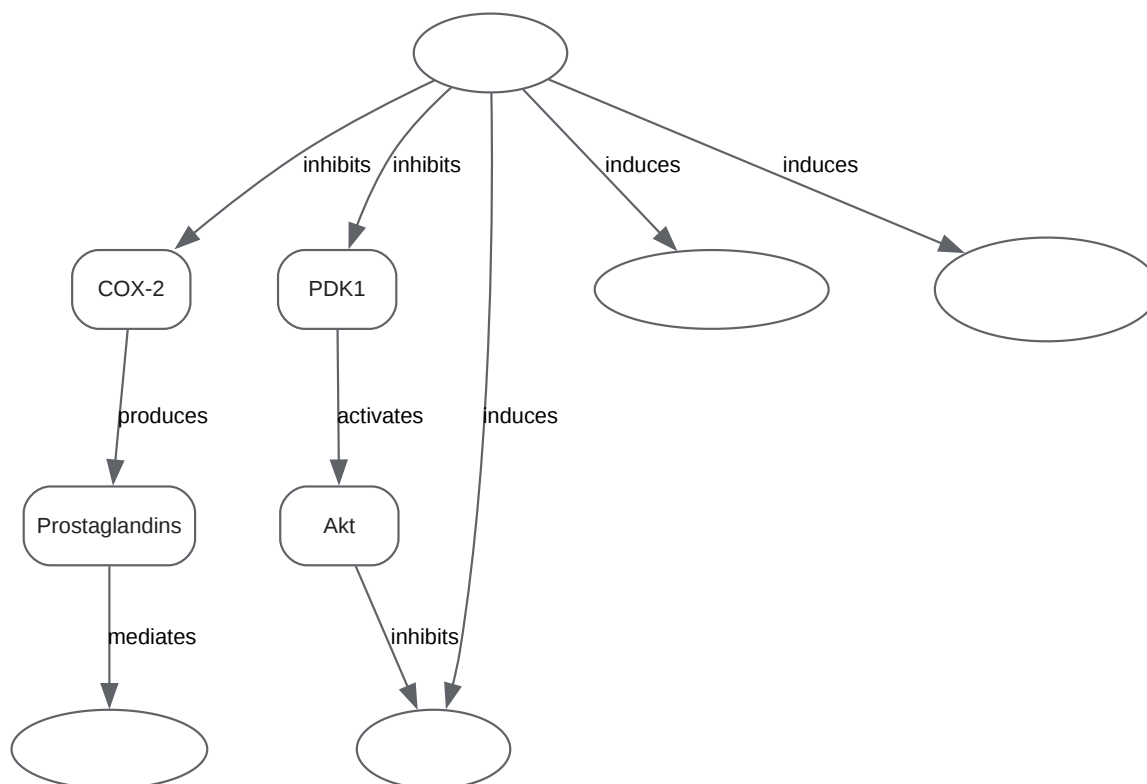 inhibits
inhibits
induces
induces
COX-2
PDK1
produces
activates
induces
Prostaglandins
Akt
mediates
inhibits